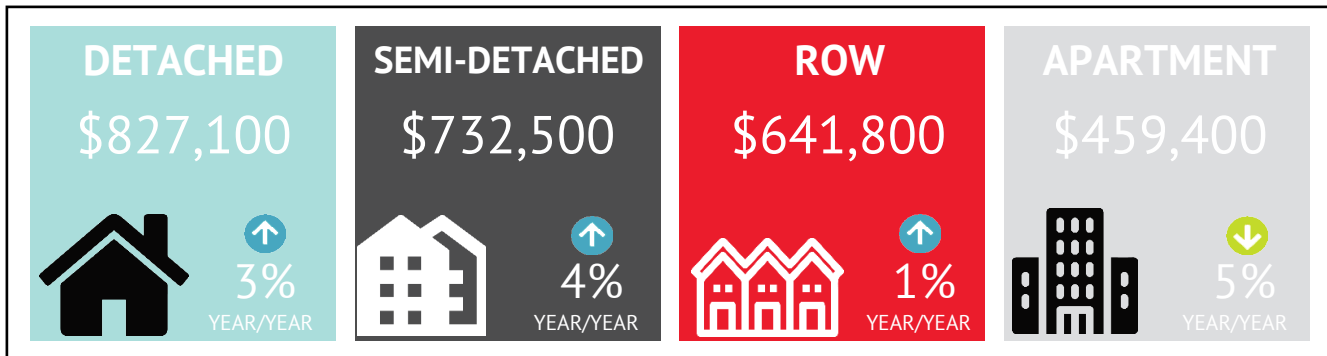 DETACHED
$827,100
3%
YEAR/YEAR
SEMI-DETACHED
$732,500
4%
YEAR/YEAR
ROW
$641,800
1%
YEAR/YEAR
APARTMENT
$459,400
5%
YEAR/YEAR